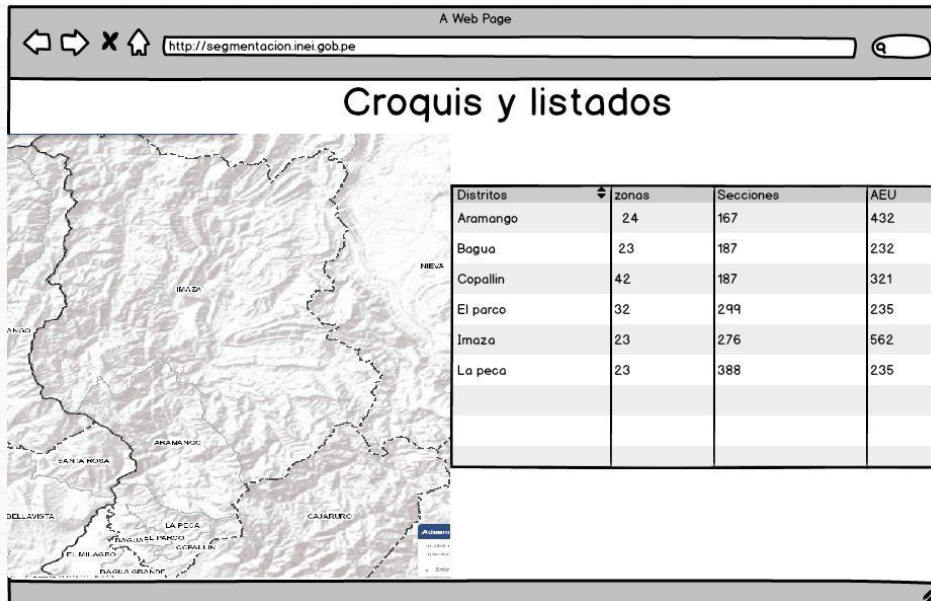 A Web Page
http://segmentacion.inei.gob.pe
Croquis y listados
NIEVA
IMAZA
ANGO
ARAMANGO
SANTA ROSA
BELLAVISTA
CAJARURO
LA PECA
BAGUA EL PARCO
COPALLIN
EL MILAGRO
BAGUA GRANDE
Distritos zonas Secciones AEU
Aramango 24 167 432
Bagua 23 187 232
Copallin 42 187 321
El parco 32 299 235
Imaza 23 276 562
La peca 23 388 235